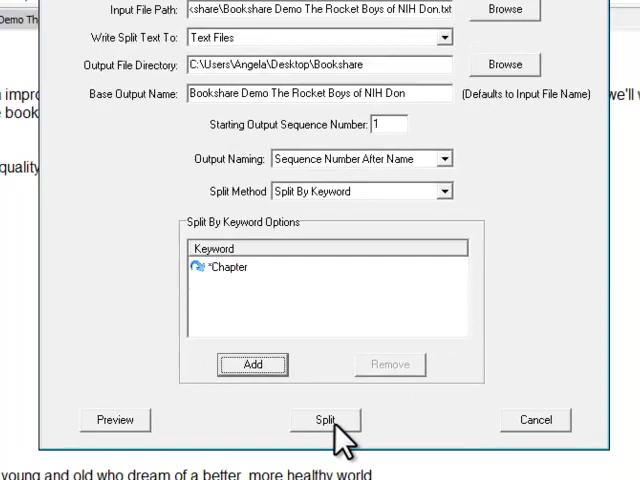 Input File Path: <share\Bookshare Demo The Rocket Boys of NIH Don.txt Browse
Demo Th
Write Split Text To: Text Files
Output File Directory: C:\Users\Angela\Desktop\Bookshare Browse
Base Output Name: Bookshare Demo The Rocket Boys of NIH Don (Defaults to Input File Name)
n impro we'll w
e book
Starting Output Sequence Number: 1
Output Naming: Sequence Number After Name
quality
Split Method Split By Keyword
Split By Keyword Options
Keyword
*Chapter
Add Remove
Preview Split Cancel
young and old who dream of a better, more healthy world